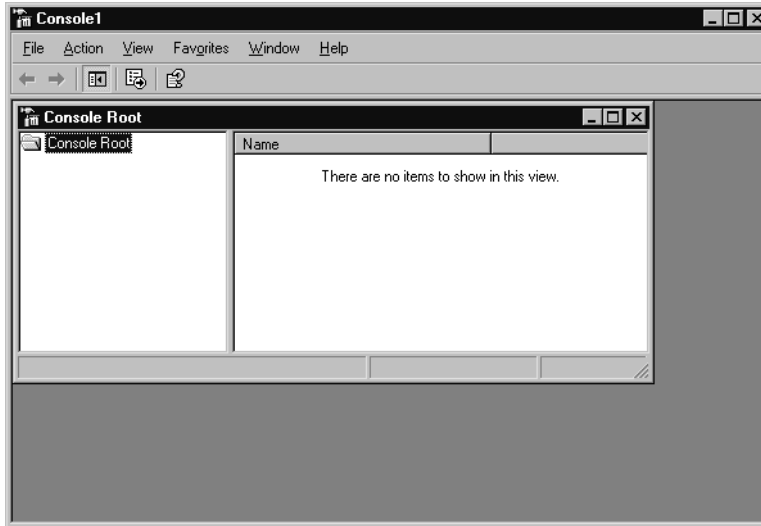 Console1
File Action View Favorites Window Help
Console Root
Console Root
Name
There are no items to show in this view.